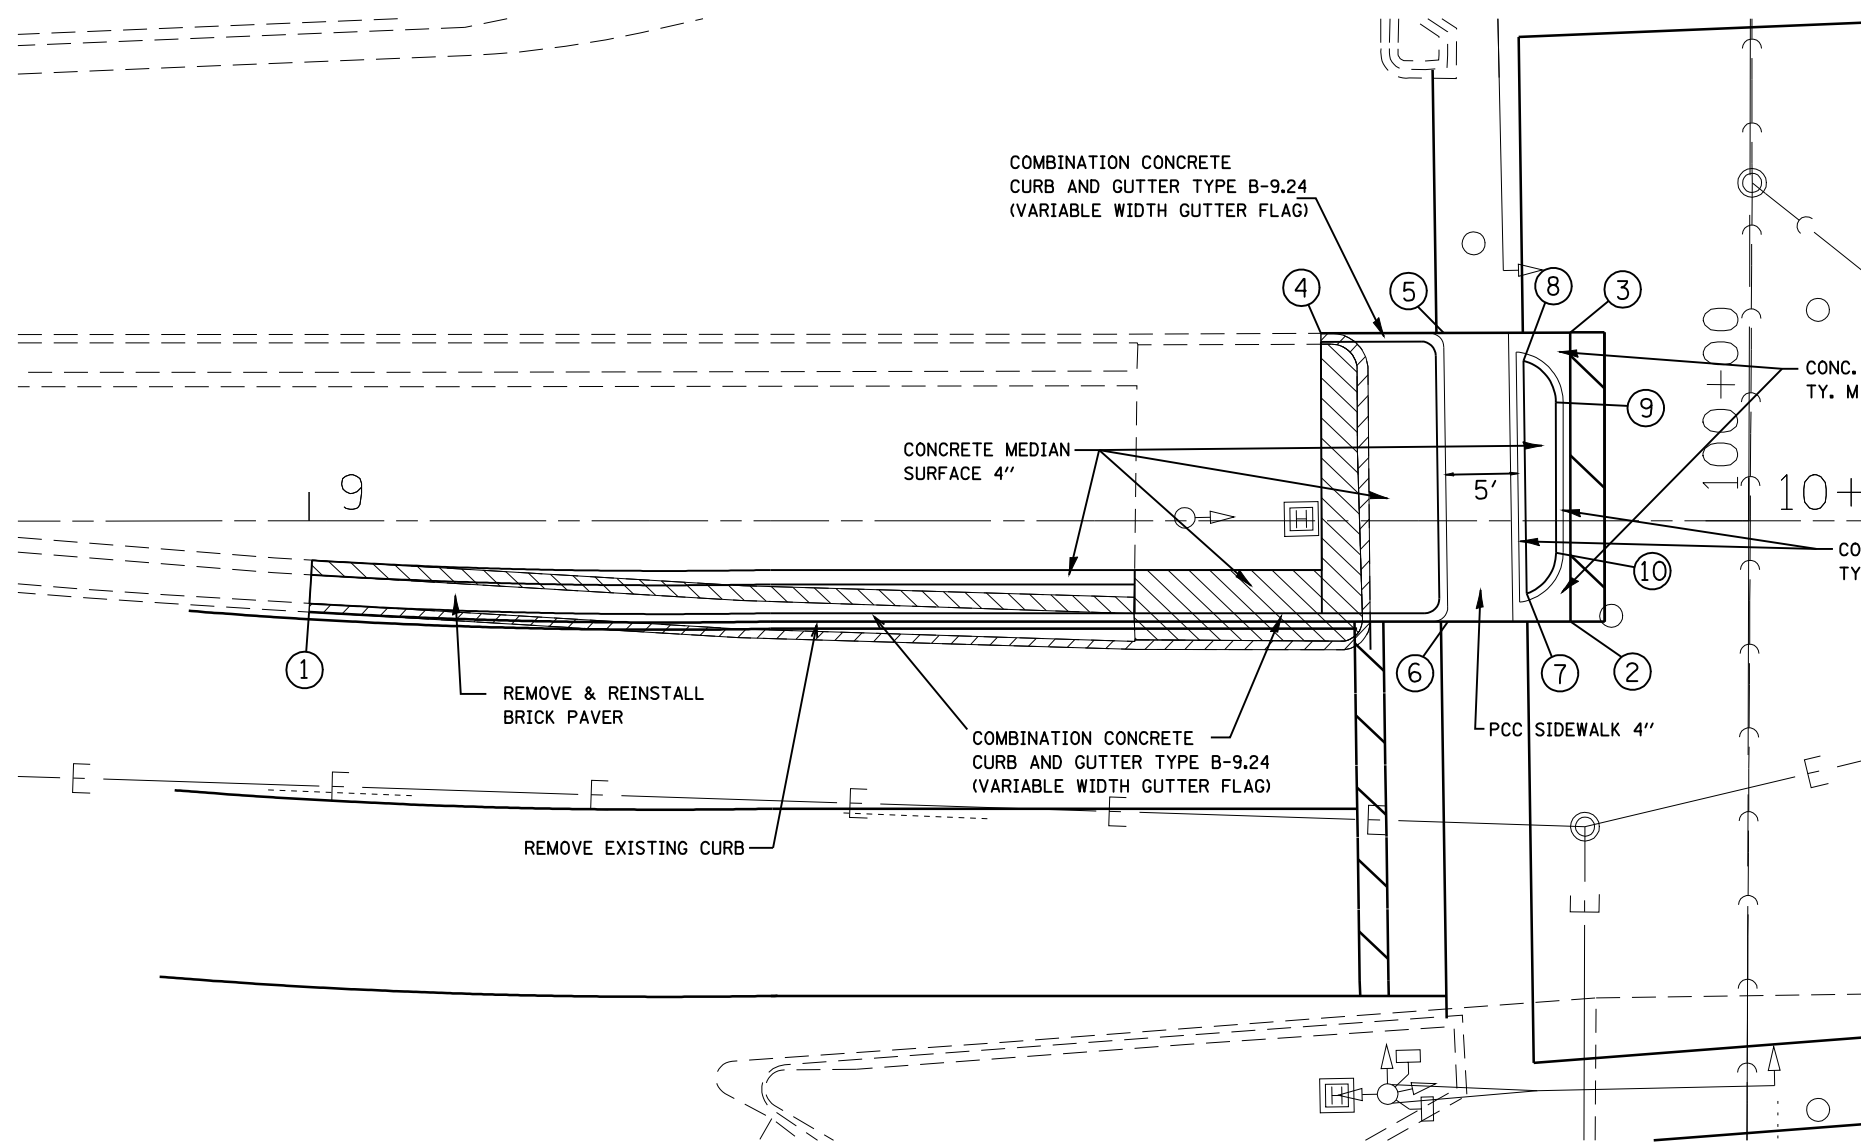 COMBINATION CONCRETE
CURB AND GUTTER TYPE B-9.24
(VARIABLE WIDTH GUTTER FLAG)
4
5
8
3
100+00
CONC.
TY. M
9
CONCRETE MEDIAN
SURFACE 4"
5'
9
10+
H
CO
TY
10
1
6
7
2
REMOVE & REINSTALL
BRICK PAVER
PCC SIDEWALK 4"
COMBINATION CONCRETE
CURB AND GUTTER TYPE B-9.24
(VARIABLE WIDTH GUTTER FLAG)
E
E
E
E
E
E
E
REMOVE EXISTING CURB
E
H